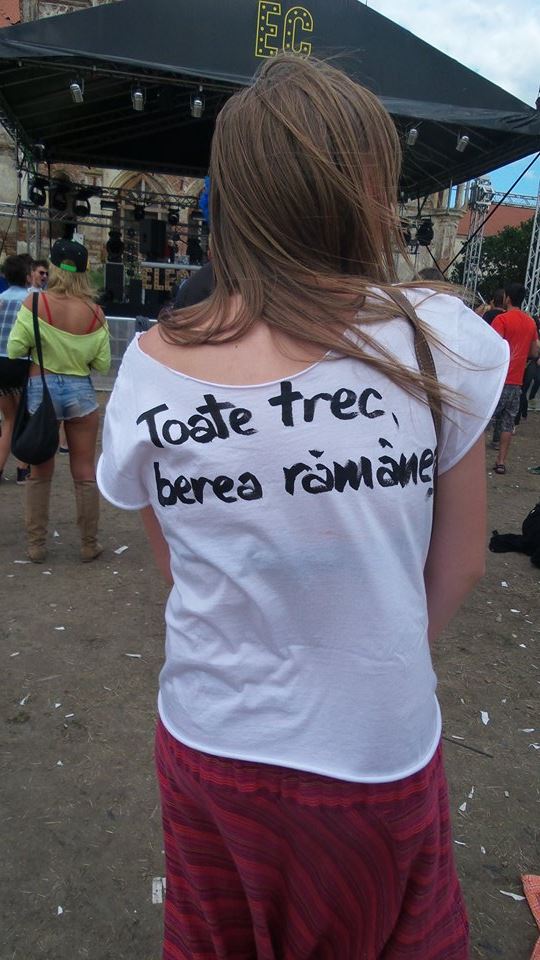 EC
Toate trec,
berea rămâne